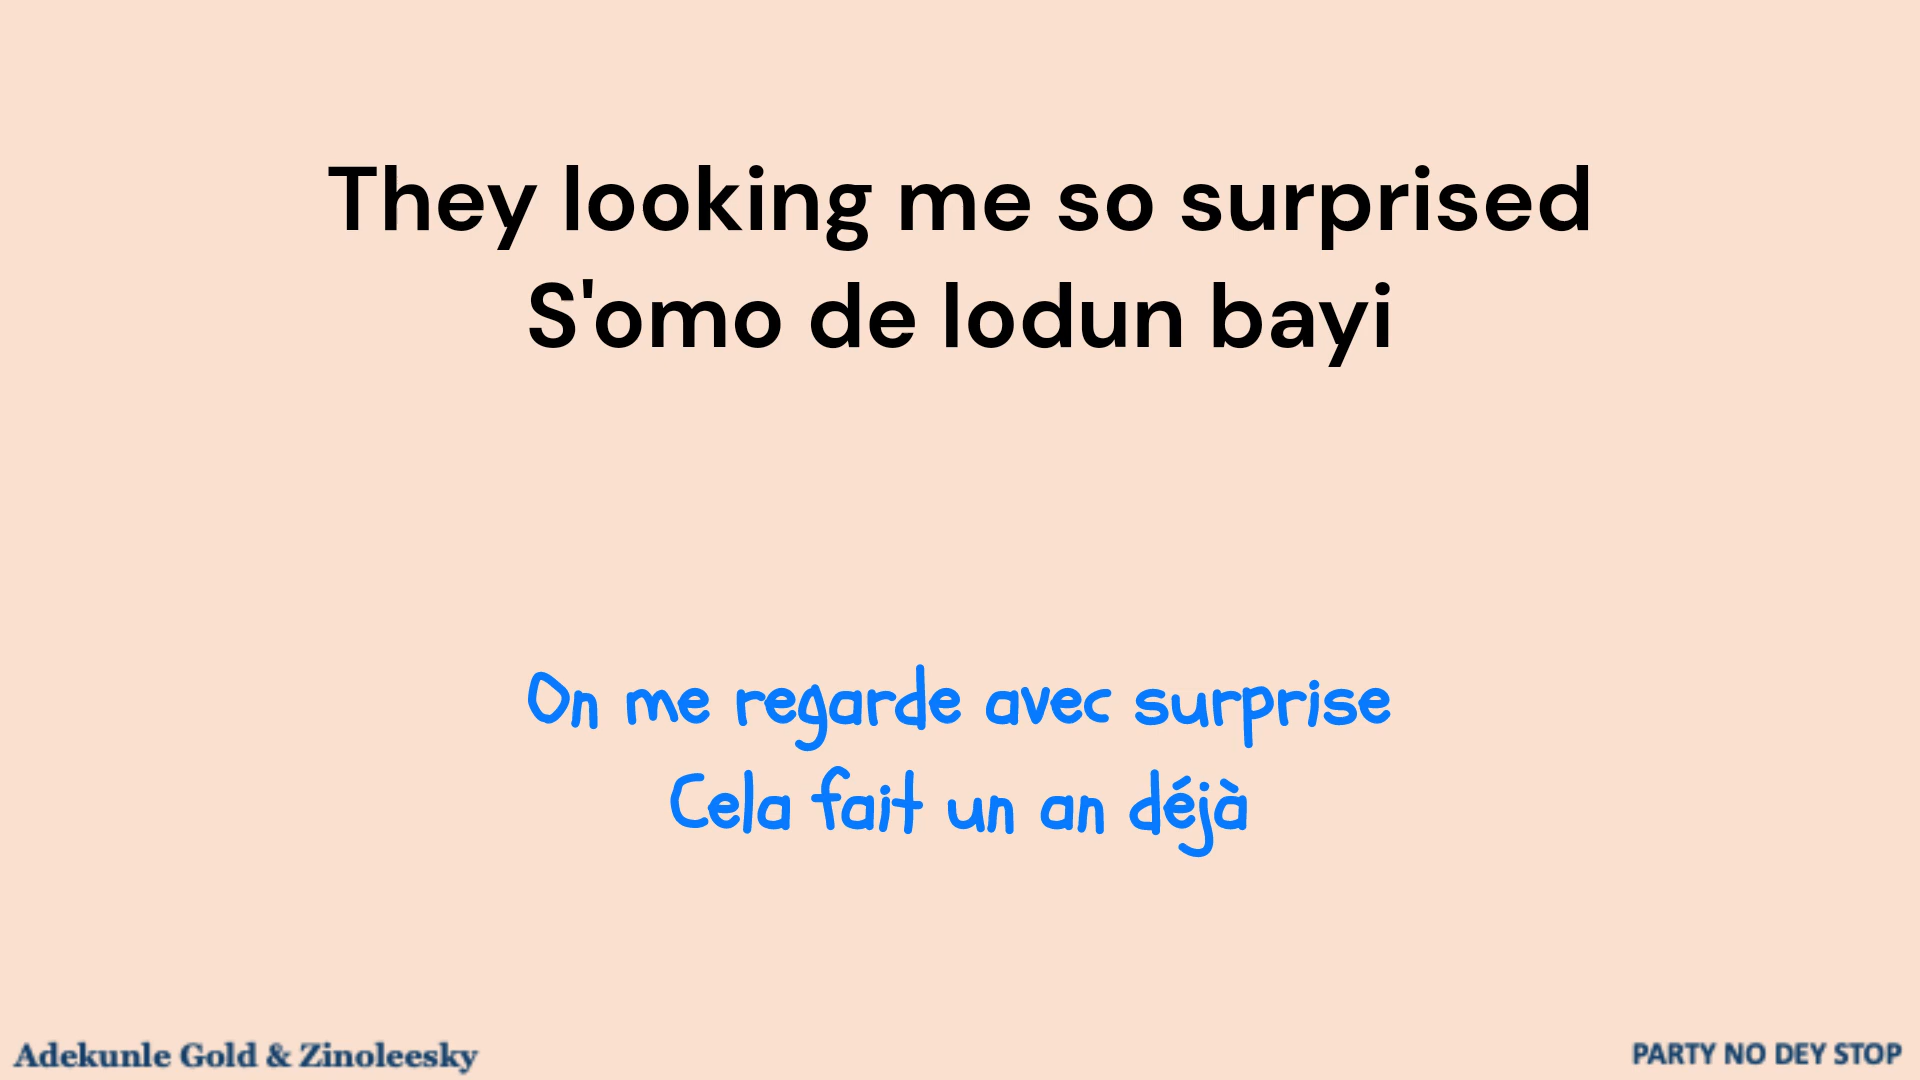 They looking me so surprised
S'omo de lodun bayi
On me regarde avec surprise
Cela fait un an déjà
Adekunle Gold & Zinoleesky
PARTY NO DEY STOP